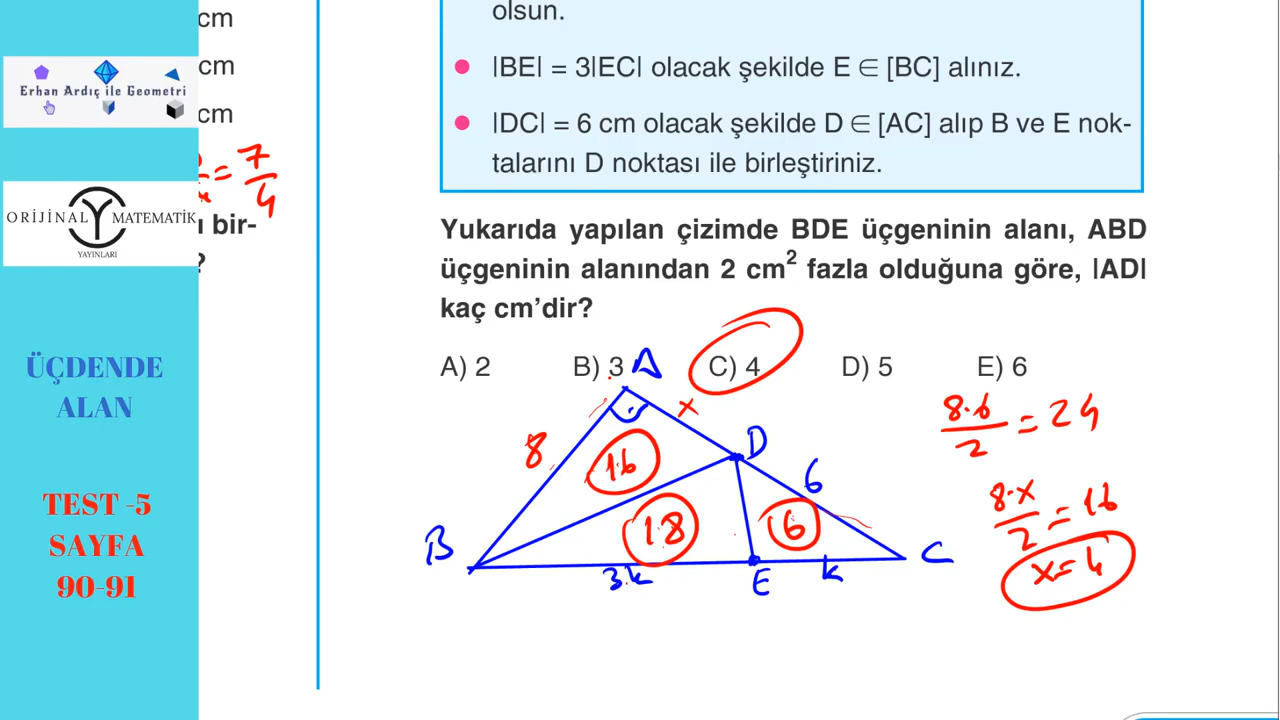 cm
cm
cm
= 7/4
bir-
?
Erhan Ardıç ile Geometri
ORİJİNAL MATEMATİK
YAYINLARI
ÜÇDENDE
ALAN
TEST -5
SAYFA
90-91
olsun.
• |BE| = 3|EC| olacak şekilde E ∈ [BC] alınız.
• |DC| = 6 cm olacak şekilde D ∈ [AC] alıp B ve E nok-
talarını D noktası ile birleştiriniz.
Yukarıda yapılan çizimde BDE üçgeninin alanı, ABD
üçgeninin alanından 2 cm² fazla olduğuna göre, |AD|
kaç cm'dir?
A) 2 B) 3 C) 4 D) 5 E) 6
A
x
8
D
16
6
18
6
B
C
3k
E
k
8·6/2 = 24
8·x/2 = 16
x = 4